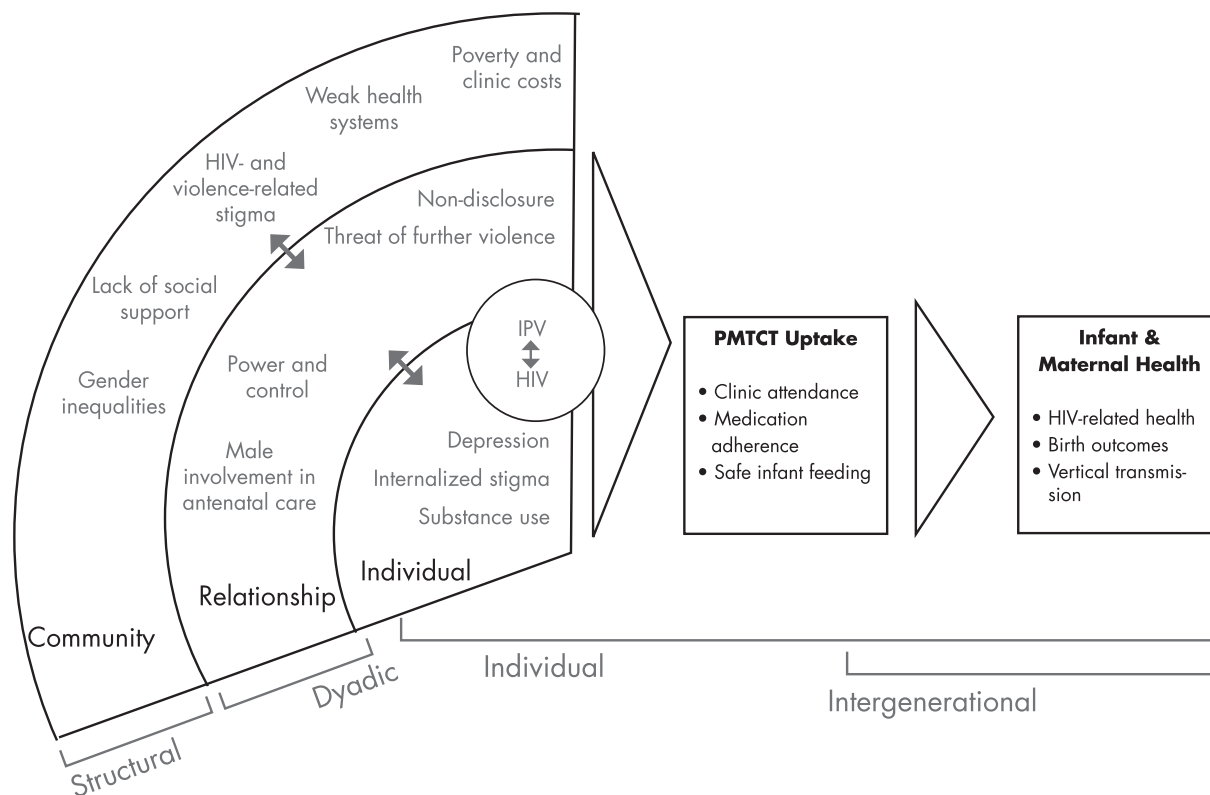 Poverty and
clinic costs
Weak health
systems
HIV- and
violence-related
stigma
Lack of social
support
Gender
inequalities
Community
Non-disclosure
Threat of further violence
Power and
control
Male
involvement in
antenatal care
Relationship
IPV
HIV
Depression
Internalized stigma
Substance use
Individual
PMTCT Uptake
• Clinic attendance
• Medication
adherence
• Safe infant feeding
Infant &
Maternal Health
• HIV-related health
• Birth outcomes
• Vertical transmis-
sion
Structural
Dyadic
Individual
Intergenerational